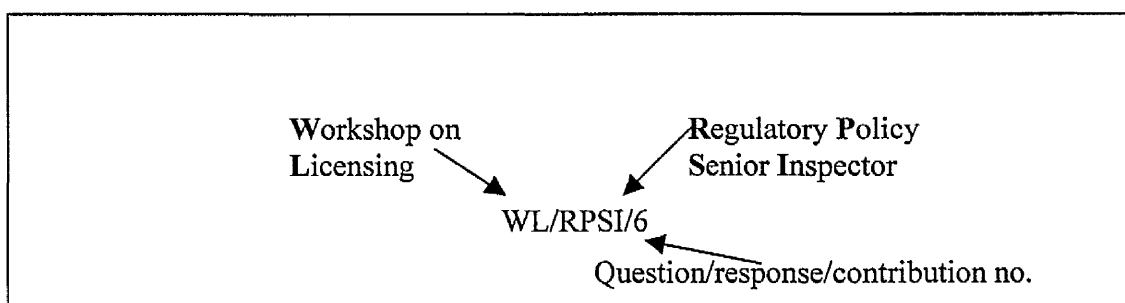 Workshop on
Licensing
Regulatory Policy
Senior Inspector
WL/RPSI/6
Question/response/contribution no.